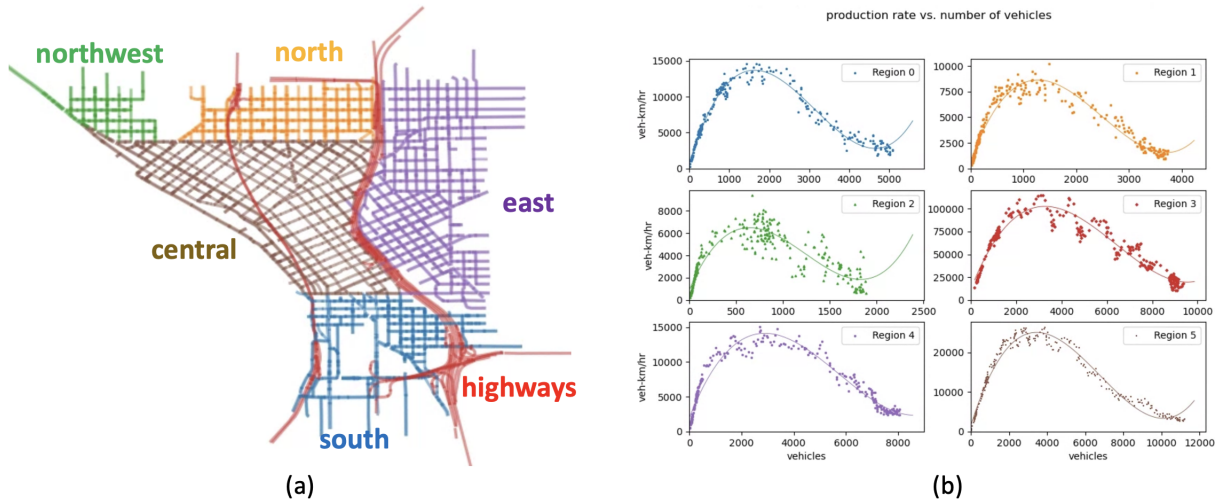 northwest
north
east
central
highways
south
(a)
production rate vs. number of vehicles
veh-km/hr
15000
10000
5000
0
Region 0
0 1000 2000 3000 4000 5000
10000
7500
5000
2500
0
Region 1
0 1000 2000 3000 4000
veh-km/hr
8000
6000
4000
2000
0
Region 2
0 500 1000 1500 2000 2500
100000
75000
50000
25000
0
Region 3
0 2000 4000 6000 8000 10000
veh-km/hr
15000
10000
5000
0
Region 4
0 2000 4000 6000 8000
vehicles
20000
10000
0
Region 5
0 2000 4000 6000 8000 10000 12000
vehicles
(b)